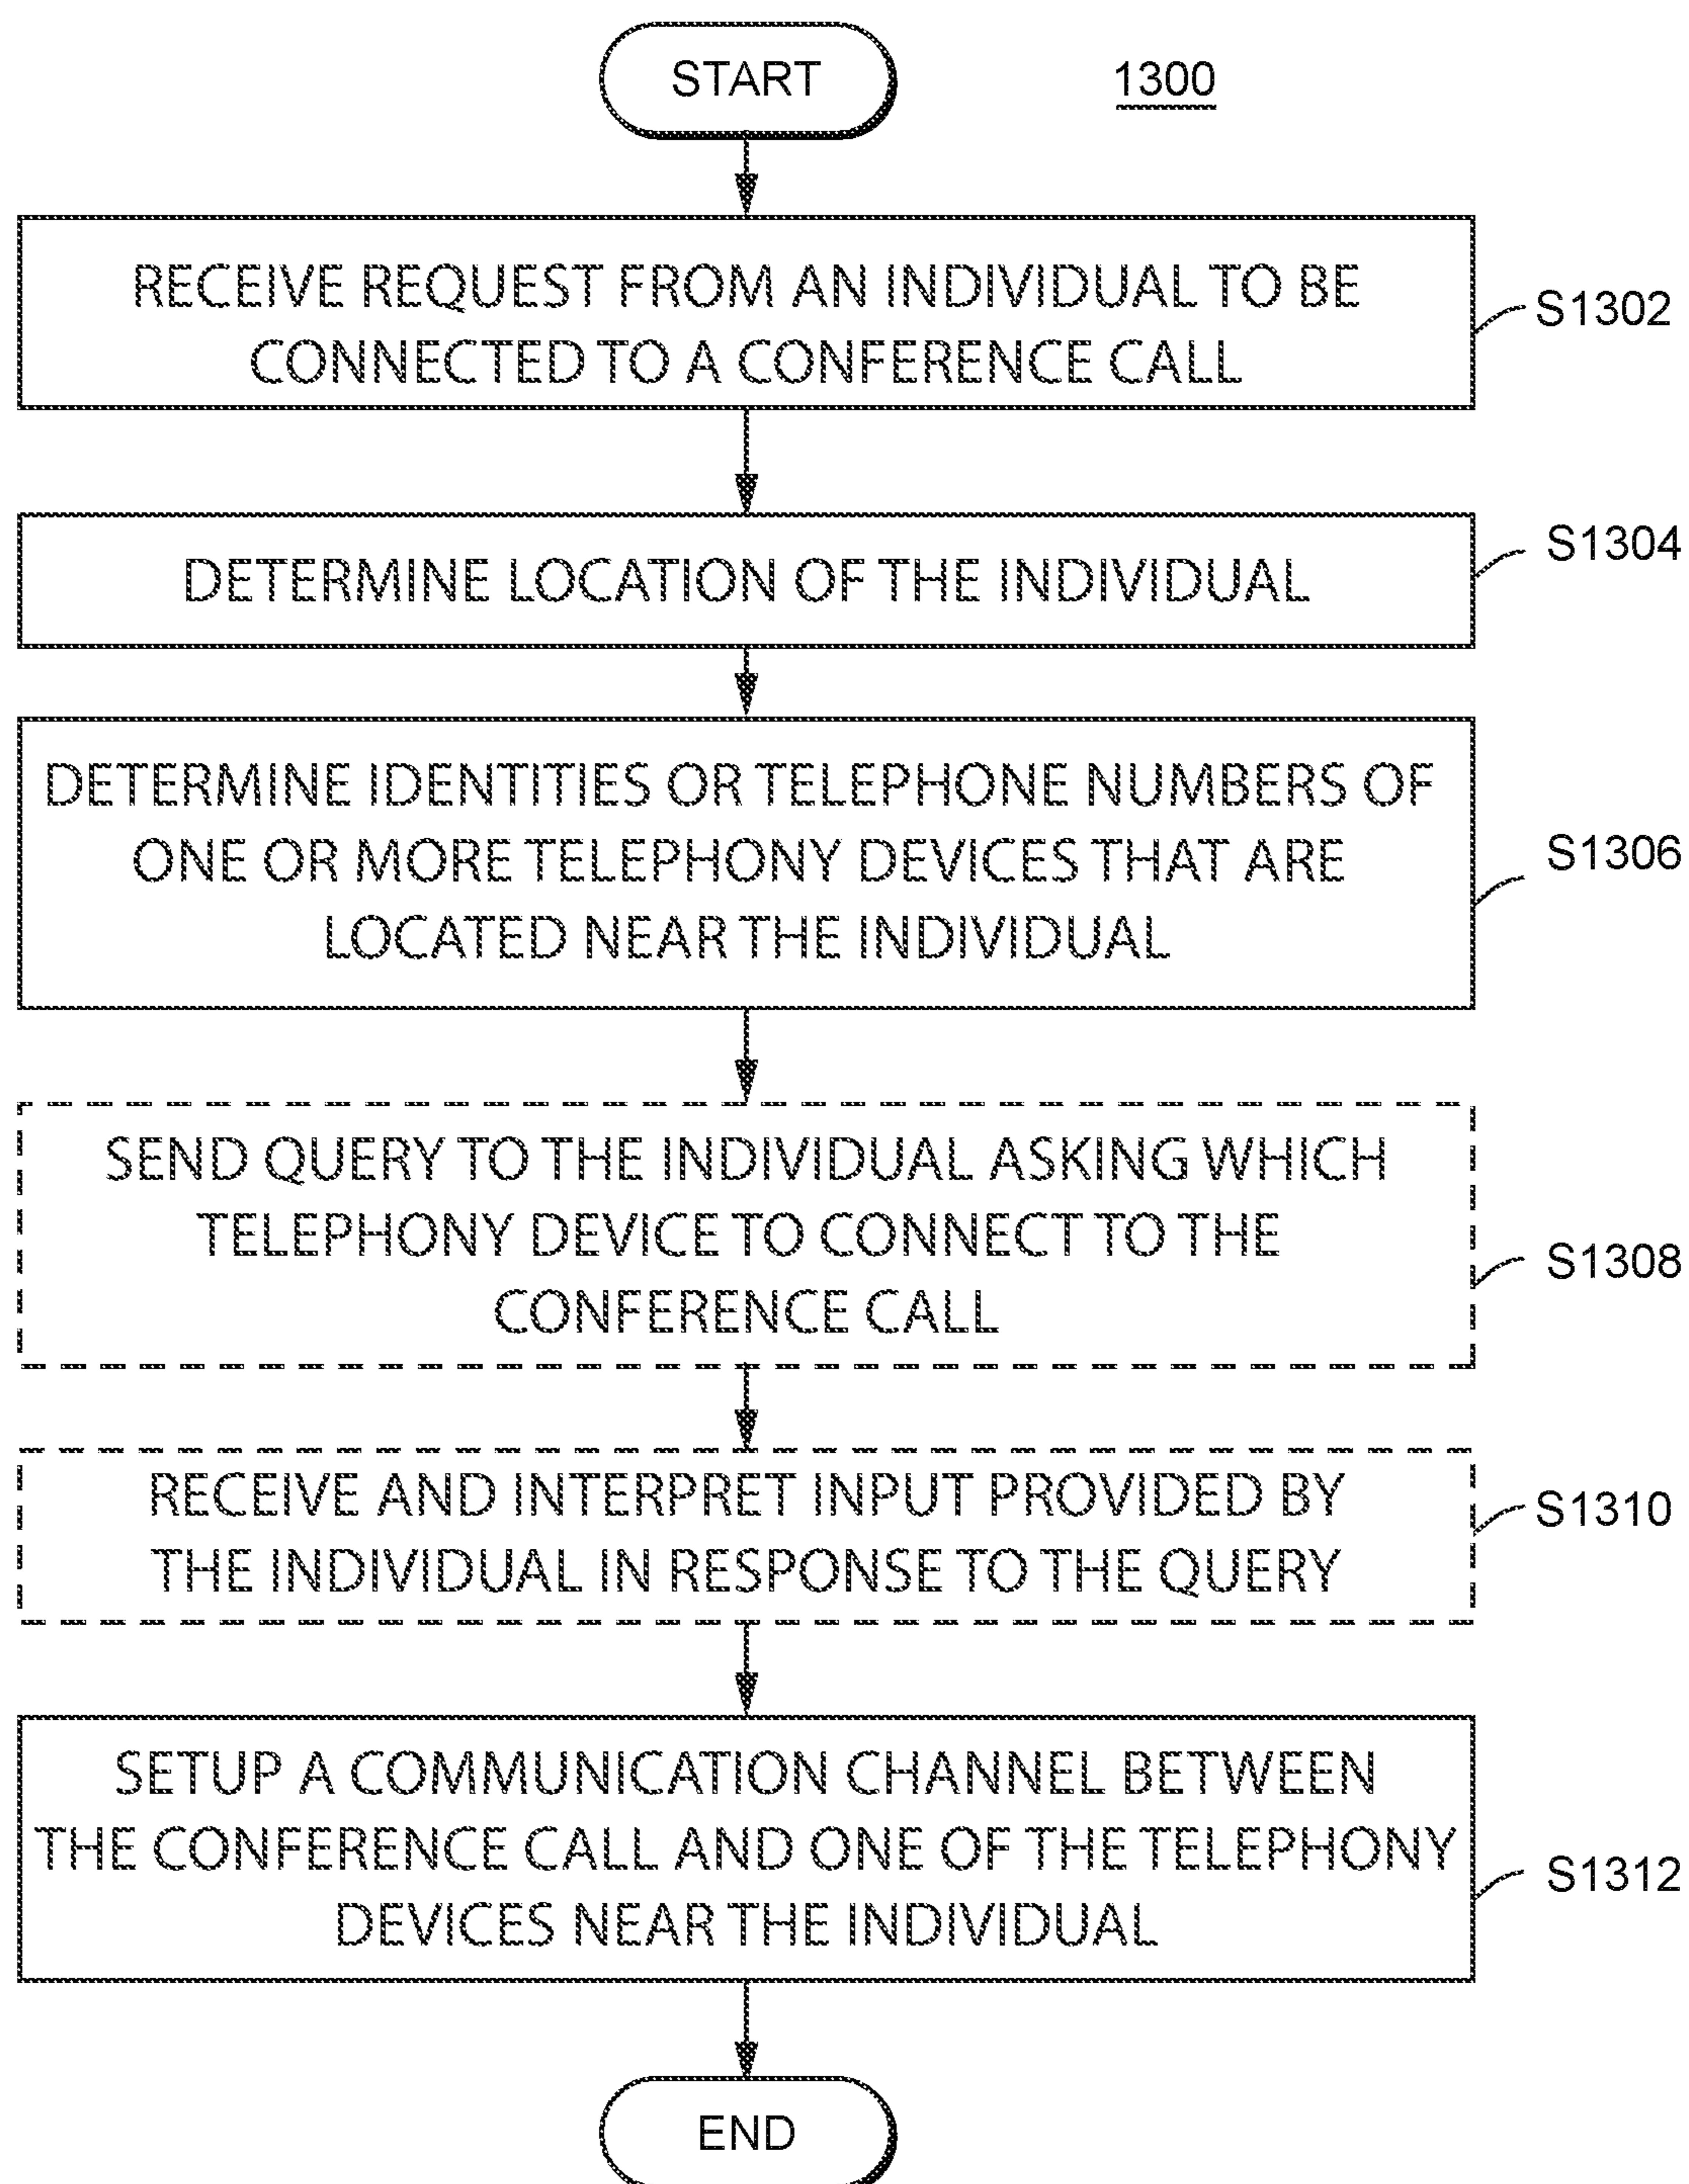 START
1300
RECEIVE REQUEST FROM AN INDIVIDUAL TO BE
CONNECTED TO A CONFERENCE CALL
S1302
DETERMINE LOCATION OF THE INDIVIDUAL
S1304
DETERMINE IDENTITIES OR TELEPHONE NUMBERS OF
ONE OR MORE TELEPHONY DEVICES THAT ARE
LOCATED NEAR THE INDIVIDUAL
S1306
SEND QUERY TO THE INDIVIDUAL ASKING WHICH
TELEPHONY DEVICE TO CONNECT TO THE
CONFERENCE CALL
S1308
RECEIVE AND INTERPRET INPUT PROVIDED BY
THE INDIVIDUAL IN RESPONSE TO THE QUERY
S1310
SETUP A COMMUNICATION CHANNEL BETWEEN
THE CONFERENCE CALL AND ONE OF THE TELEPHONY
DEVICES NEAR THE INDIVIDUAL
S1312
END